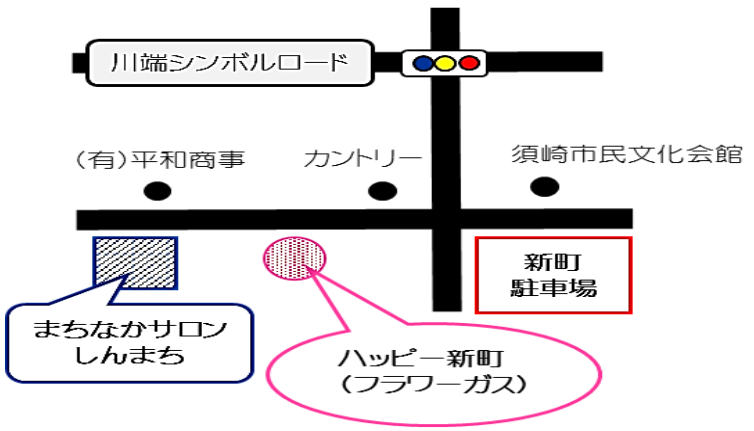 川端シンボルロード
(有)平和商事
カントリー
須崎市民文化会館
新町
駐車場
まちなかサロン
しんまち
ハッピー新町
(フラワーガス)